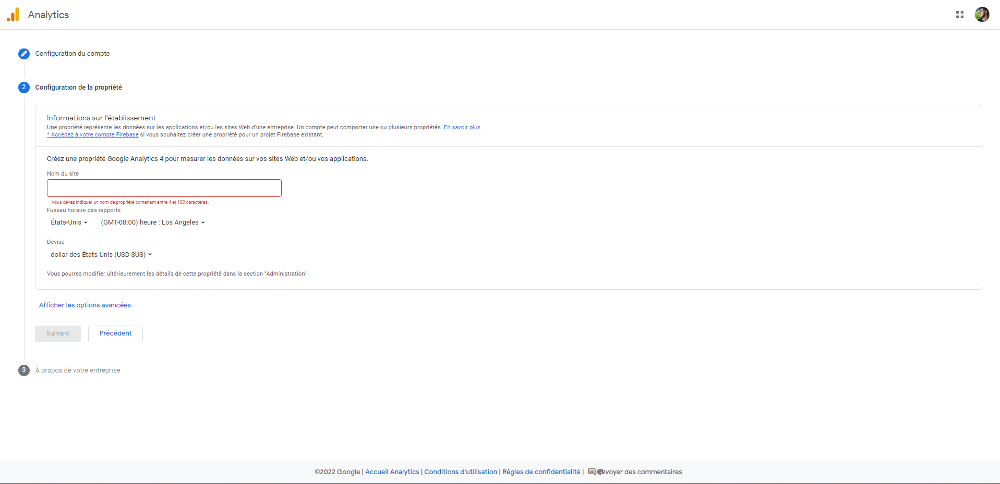 Analytics
Configuration du compte
2 Configuration de la propriété
Informations sur l'établissement
Une propriété représente les données sur les applications et/ou les sites Web d'une entreprise. Un compte peut comporter une ou plusieurs propriétés. En savoir plus
* Accédez à votre compte Firebase si vous souhaitez créer une propriété pour un projet Firebase existant.
Créez une propriété Google Analytics 4 pour mesurer les données sur vos sites Web et/ou vos applications.
Nom du site
Vous devez indiquer un nom de propriété contenant entre 4 et 100 caractères.
Fuseau horaire des rapports
États-Unis (GMT-08:00) heure : Los Angeles
Devise
dollar des États-Unis (USD $US)
Vous pourrez modifier ultérieurement les détails de cette propriété dans la section "Administration"
Afficher les options avancées
Suivant Précédent
3 À propos de votre entreprise
©2022 Google | Accueil Analytics | Conditions d'utilisation | Règles de confidentialité | Envoyer des commentaires